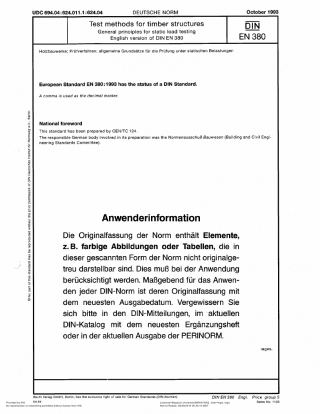 UDC 694.04:624.011.1:624.04
DEUTSCHE NORM
October 1993
Test methods for timber structures
General principles for static load testing
English version of DIN EN 380
DIN
EN 380
Holzbauwerke; Prüfverfahren; allgemeine Grundsätze für die Prüfung unter statischen Belastungen
European Standard EN 380:1993 has the status of a DIN Standard.
A comma is used as the decimal marker.
National foreword
This standard has been prepared by CEN/TC 124.
The responsible German body involved in its preparation was the Normenausschuß Bauwesen (Building and Civil Engi-
neering Standards Committee).
Anwenderinformation
Die Originalfassung der Norm enthält Elemente,
z. B. farbige Abbildungen oder Tabellen, die in
dieser gescannten Form der Norm nicht originalge-
treu darstellbar sind. Dies muß bei der Anwendung
berücksichtigt werden. Maßgebend für das Anwen-
den jeder DIN-Norm ist deren Originalfassung mit
dem neuesten Ausgabedatum. Vergewissern Sie
sich bitte in den DIN-Mitteilungen, im aktuellen
DIN-Katalog mit dem neuesten Ergänzungsheft
oder in der aktuellen Ausgabe der PERINORM.
Beuth Verlag GmbH, Berlin, has the exclusive right of sale for German Standards (DIN-Normen)
DIN EN 380 Engl. Price group 5